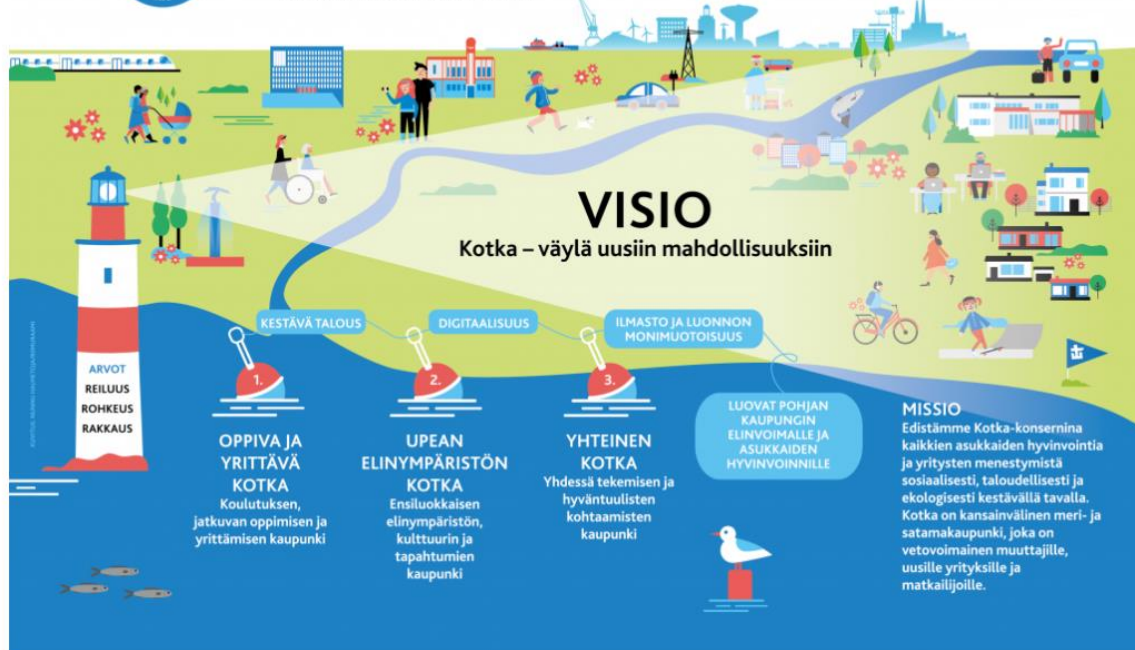 VISIO
Kotka – väylä uusiin mahdollisuuksiin
KESTÄVÄ TALOUS
DIGITAALISUUS
ILMASTO JA LUONNON
MONIMUOTOISUUS
LUOVAT POHJAN
KAUPUNGIN
ELINVOIMALLE JA
ASUKKAIDEN
HYVINVOINNILLE
ARVOT
REILUUS
ROHKEUS
RAKKAUS
1.
OPPIVA JA
YRITTÄVÄ
KOTKA
Koulutuksen,
jatkuvan oppimisen ja
yrittämisen kaupunki
2.
UPEAN
ELINYMPÄRISTÖN
KOTKA
Ensiluokkaisen
elinympäristön,
kulttuurin ja
tapahtumien
kaupunki
3.
YHTEINEN
KOTKA
Yhdessä tekemisen ja
hyväntuulisten
kohtaamisten
kaupunki
MISSIO
Edistämme Kotka-konsernina
kaikkien asukkaiden hyvinvointia
ja yritysten menestymistä
sosiaalisesti, taloudellisesti ja
ekologisesti kestävällä tavalla.
Kotka on kansainvälinen meri- ja
satamakaupunki, joka on
vetovoimainen muuttajille,
uusille yrityksille ja
matkailijoille.